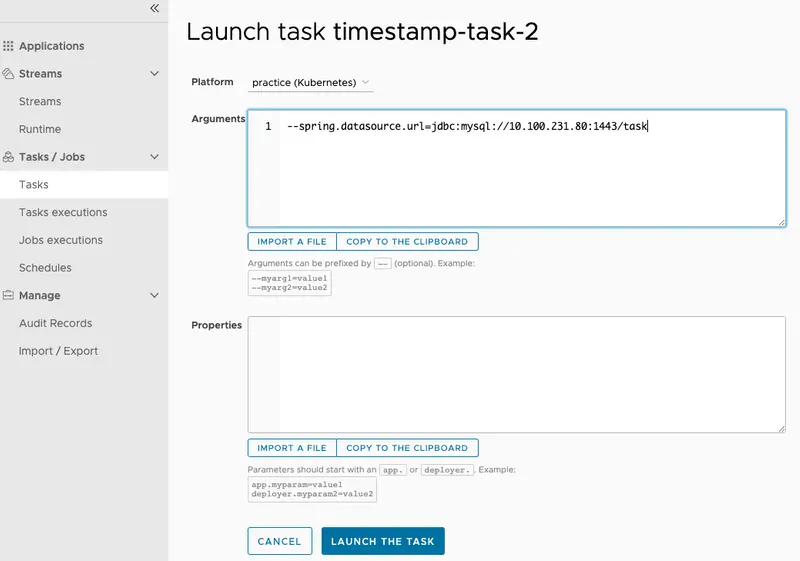 Applications
Streams
Streams
Runtime
Tasks / Jobs
Tasks
Tasks executions
Jobs executions
Schedules
Manage
Audit Records
Import / Export
Launch task timestamp-task-2
Platform practice (Kubernetes)
Arguments 1 --spring.datasource.url=jdbc:mysql://10.100.231.80:1443/task
IMPORT A FILE COPY TO THE CLIPBOARD
Arguments can be prefixed by -- (optional). Example:
--myarg1=value1
--myarg2=value2
Properties
IMPORT A FILE COPY TO THE CLIPBOARD
Parameters should start with an app. or deployer. . Example:
app.myparam=value1
deployer.myparam2=value2
CANCEL LAUNCH THE TASK